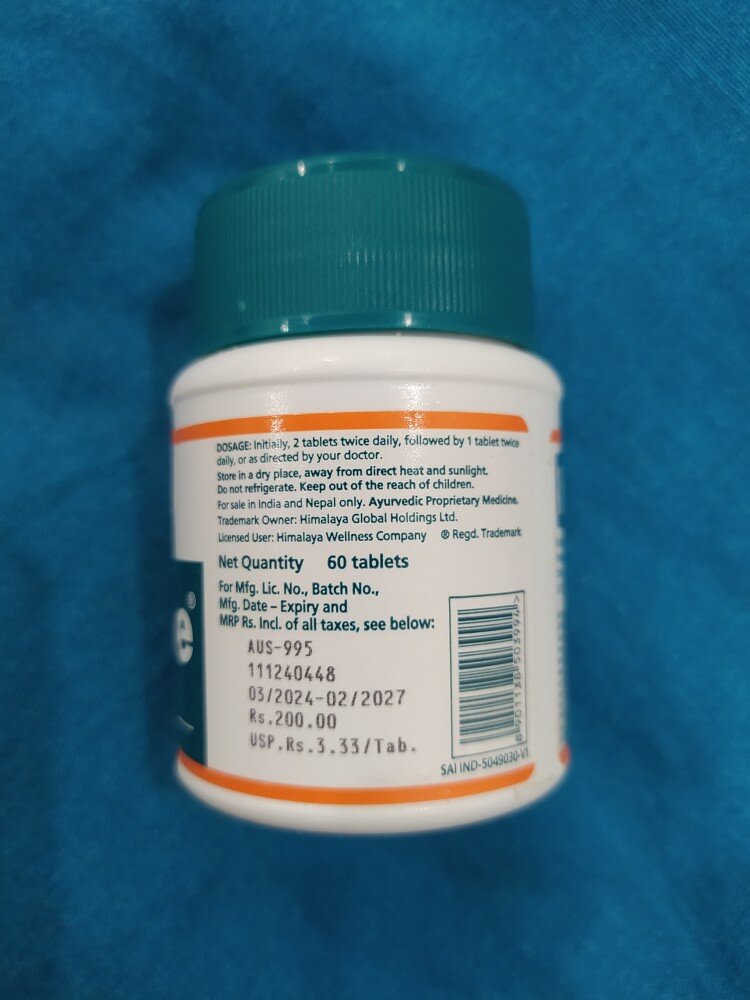 DOSAGE: Initially, 2 tablets twice daily, followed by 1 tablet twice
daily, or as directed by your doctor.
Store in a dry place, away from direct heat and sunlight.
Do not refrigerate. Keep out of the reach of children.
For sale in India and Nepal only. Ayurvedic Proprietary Medicine.
Trademark Owner: Himalaya Global Holdings Ltd.
Licensed User: Himalaya Wellness Company ® Regd. Trademark
Net Quantity 60 tablets
For Mfg. Lic. No., Batch No.,
Mfg. Date – Expiry and
MRP Rs. Incl. of all taxes, see below:
AUS-995
111240448
03/2024-02/2027
Rs.200.00
USP.Rs.3.33/Tab.
e®
8 901138 503994 >
SAI IND-5049030-V1